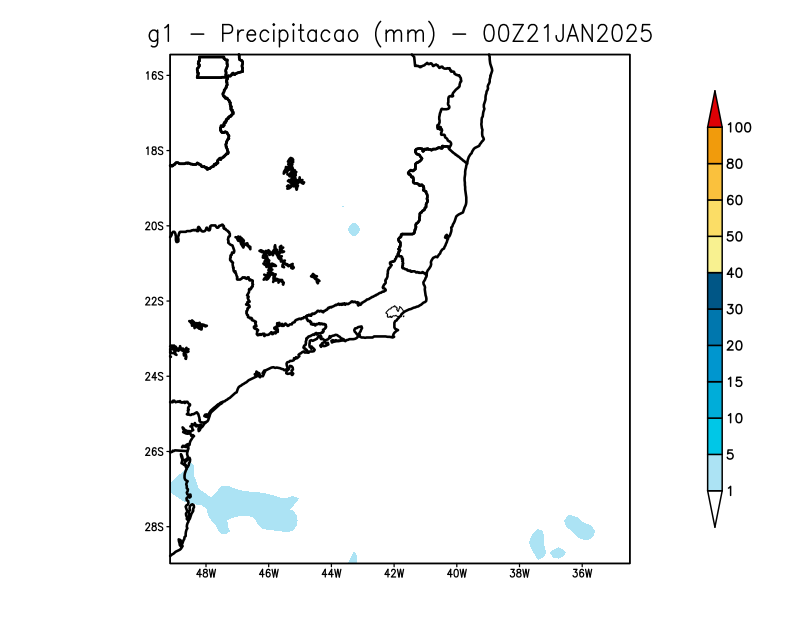 g1 – Precipitacao (mm) – 00Z21JAN2025
16S
18S
20S
22S
24S
26S
28S
48W 46W 44W 42W 40W 38W 36W
100
80
60
50
40
30
20
15
10
5
1